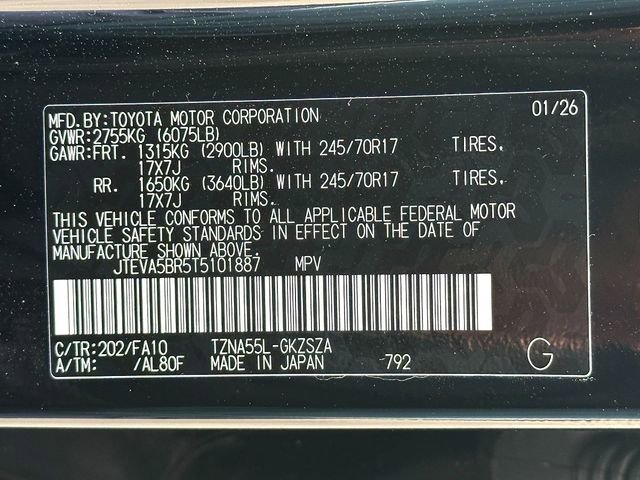 MFD.BY:TOYOTA MOTOR CORPORATION 01/26
GVWR:2755KG (6075LB)
GAWR:FRT. 1315KG (2900LB) WITH 245/70R17 TIRES.
17X7J RIMS.
RR. 1650KG (3640LB) WITH 245/70R17 TIRES.
17X7J RIMS.
THIS VEHICLE CONFORMS TO ALL APPLICABLE FEDERAL MOTOR
VEHICLE SAFETY STANDARDS IN EFFECT ON THE DATE OF
MANUFACTURE SHOWN ABOVE.
JTEVA5BR5T5101887 MPV
C/TR:202/FA10 TZNA55L-GKZSZA
A/TM: /AL80F MADE IN JAPAN -792 G